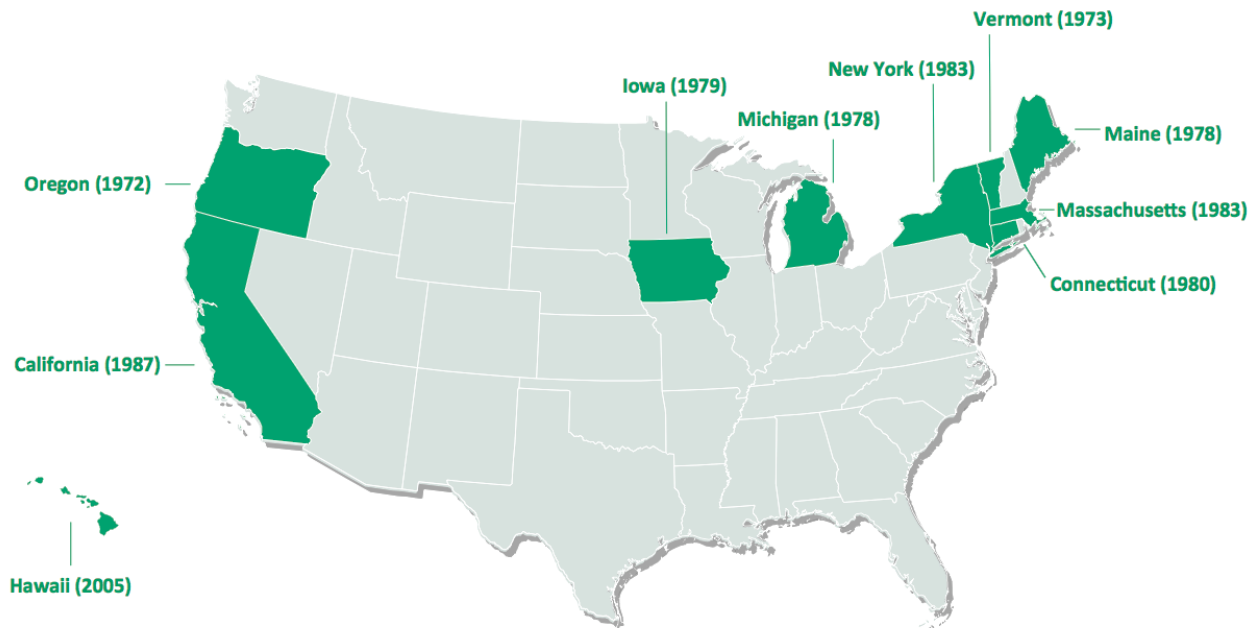 Vermont (1973)
New York (1983)
Iowa (1979)
Michigan (1978)
Maine (1978)
Oregon (1972)
Massachusetts (1983)
Connecticut (1980)
California (1987)
Hawaii (2005)